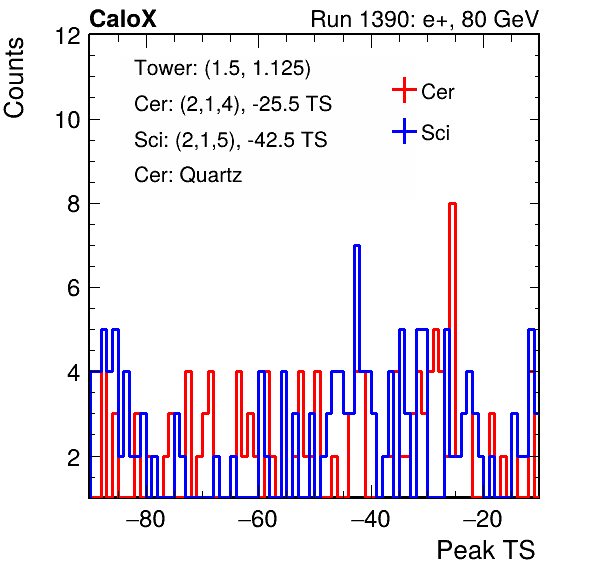 CaloX Run 1390: e+, 80 GeV
Counts
12
10
8
6
4
2
Tower: (1.5, 1.125)
Cer: (2,1,4), -25.5 TS
Sci: (2,1,5), -42.5 TS
Cer: Quartz
Cer
Sci
−80 −60 −40 −20
Peak TS